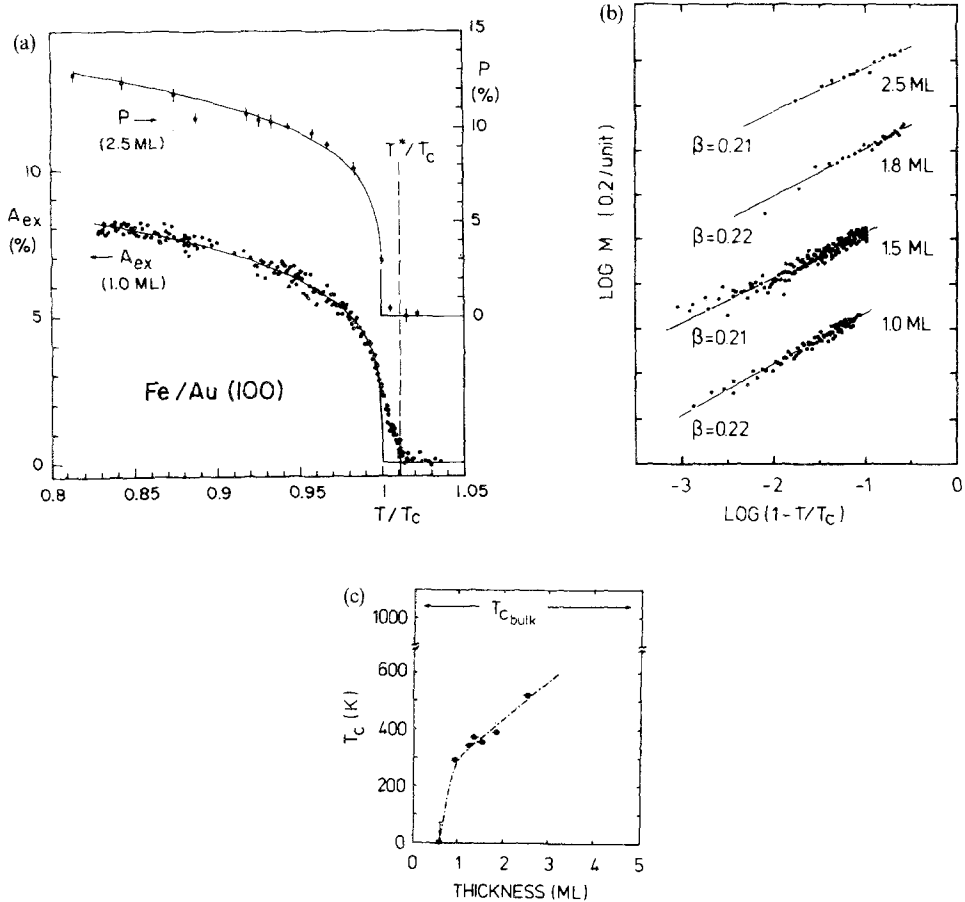 (a)
15
P
(%)
10
5
0
P →
(2.5 ML)
T*/Tc
10
Aex
(%)
5
0
← Aex
(1.0 ML)
Fe/Au (100)
0.8 0.85 0.9 0.95 1 1.05
T/Tc
(b)
LOG M (0.2/unit)
2.5 ML
β=0.21
1.8 ML
β=0.22
1.5 ML
β=0.21
1.0 ML
β=0.22
-3 -2 -1 0
LOG (1-T/Tc)
(c)
← Tc bulk →
1000
600
400
200
0
Tc (K)
0 1 2 3 4 5
THICKNESS (ML)